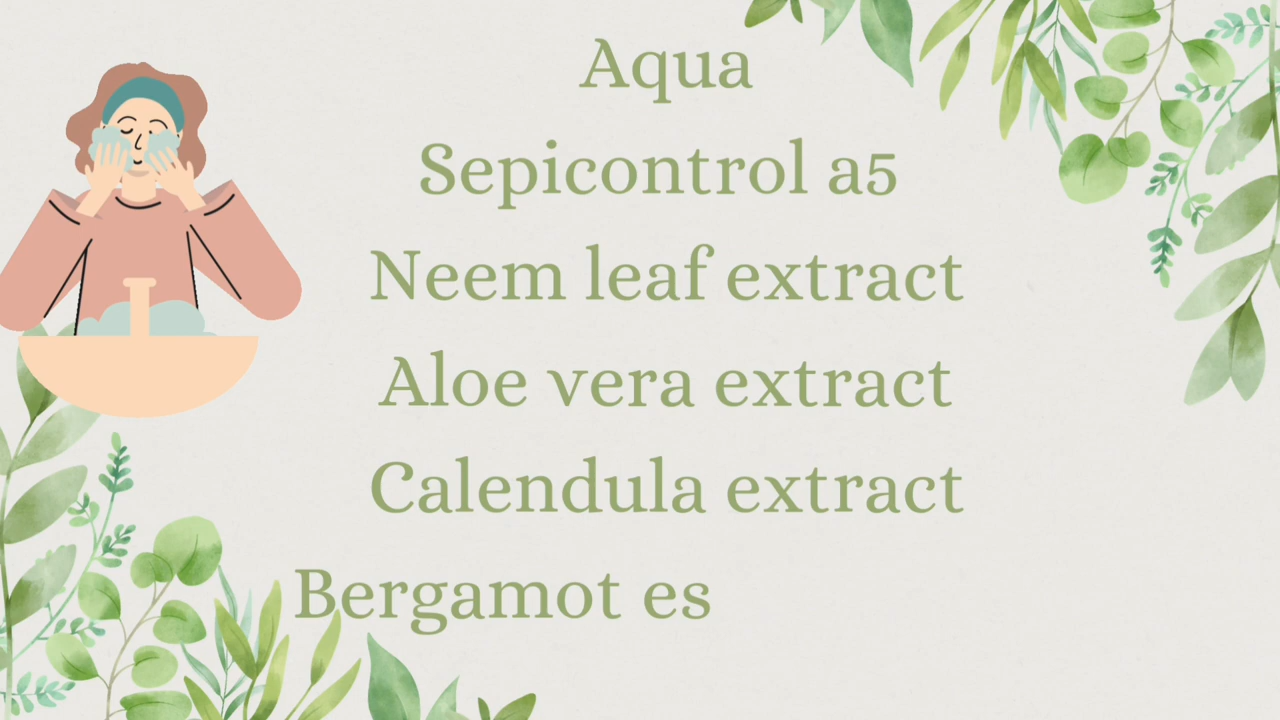 Aqua
Sepicontrol a5
Neem leaf extract
Aloe vera extract
Calendula extract
Bergamot es